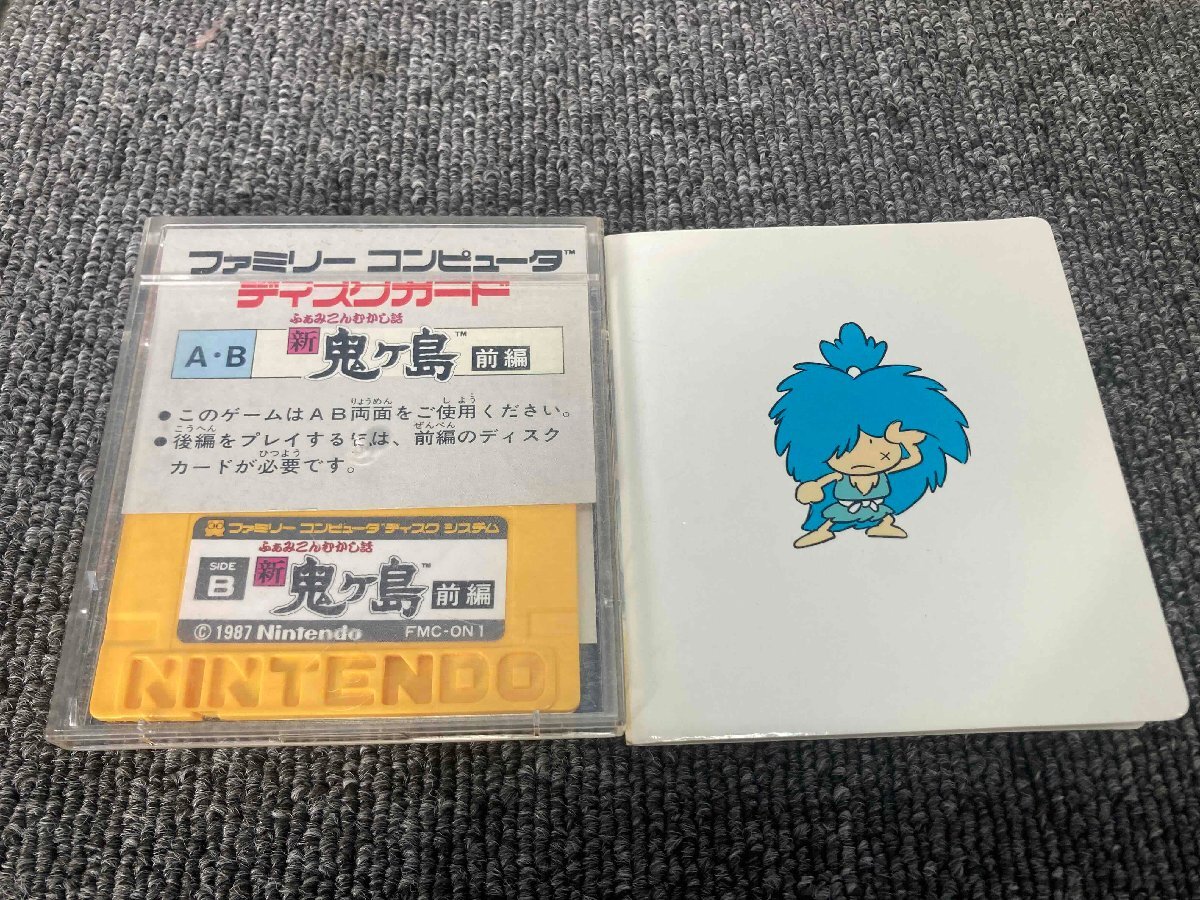 ファミリー コンピュータ™
ディスクカード
ふぁみこんむかし話
A・B
新 鬼ヶ島™ 前編
りょうめん しよう
●このゲームはAB両面をご使用ください。
こうへん ぜんぺん
●後編をプレイするには、前編のディスク
ひつよう
カードが必要です。
ファミリー コンピュータ ディスク システム
ふぁみこんむかし話
SIDE
B
新 鬼ヶ島™ 前編
©1987 Nintendo FMC-ON1
NINTENDO